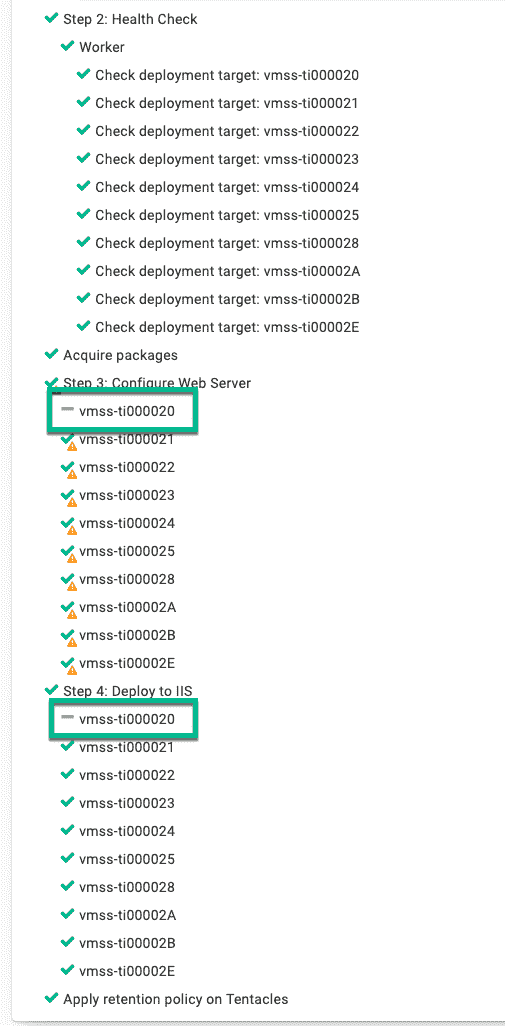 Step 2: Health Check
Worker
Check deployment target: vmss-ti000020
Check deployment target: vmss-ti000021
Check deployment target: vmss-ti000022
Check deployment target: vmss-ti000023
Check deployment target: vmss-ti000024
Check deployment target: vmss-ti000025
Check deployment target: vmss-ti000028
Check deployment target: vmss-ti00002A
Check deployment target: vmss-ti00002B
Check deployment target: vmss-ti00002E
Acquire packages
Step 3: Configure Web Server
vmss-ti000020
vmss-ti000021
vmss-ti000022
vmss-ti000023
vmss-ti000024
vmss-ti000025
vmss-ti000028
vmss-ti00002A
vmss-ti00002B
vmss-ti00002E
Step 4: Deploy to IIS
vmss-ti000020
vmss-ti000021
vmss-ti000022
vmss-ti000023
vmss-ti000024
vmss-ti000025
vmss-ti000028
vmss-ti00002A
vmss-ti00002B
vmss-ti00002E
Apply retention policy on Tentacles